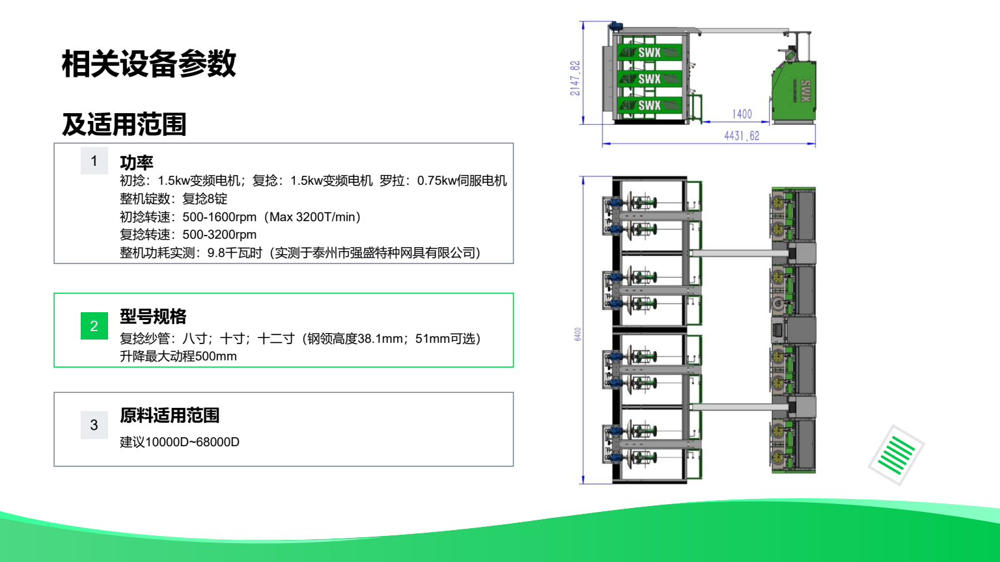 相关设备参数
及适用范围
1
功率
初捻：1.5kw变频电机；复捻：1.5kw变频电机 罗拉：0.75kw伺服电机
整机锭数：复捻8锭
初捻转速：500-1600rpm（Max 3200T/min）
复捻转速：500-3200rpm
整机功耗实测：9.8千瓦时（实测于泰州市强盛特种网具有限公司）
2
型号规格
复捻纱管：八寸；十寸；十二寸（钢领高度38.1mm；51mm可选）
升降最大动程500mm
3
原料适用范围
建议10000D~68000D
2147.82
SWX
SWX
SWX
SWX
1400
4431.62
6400